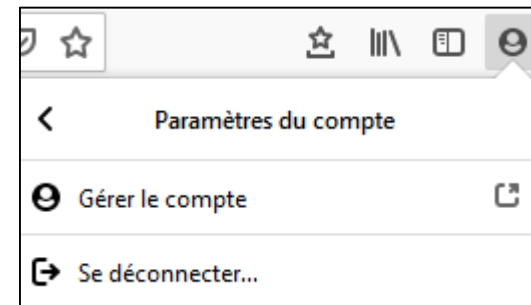 Paramètres du compte
Gérer le compte
Se déconnecter...